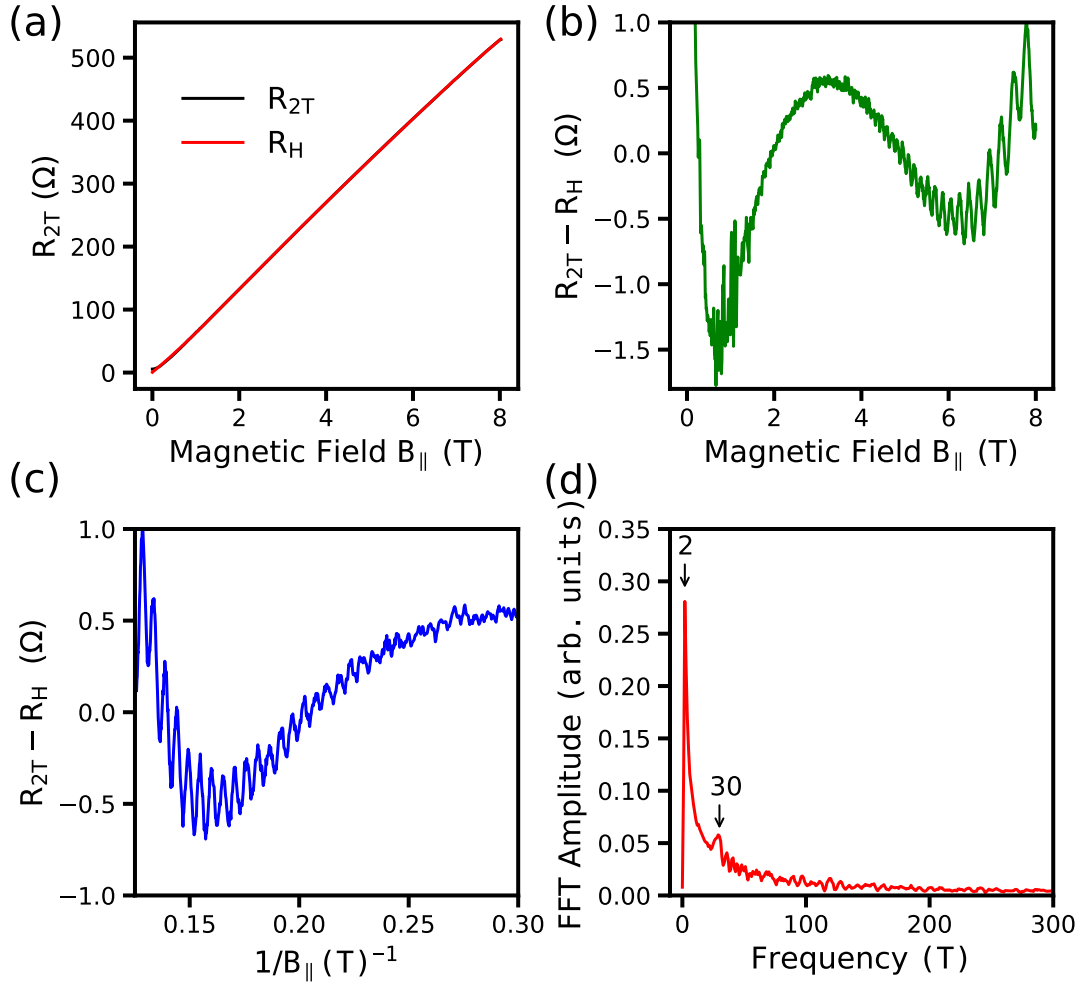 (a)
R2T (Ω)
500
400
300
200
100
0
R2T
RH
0 2 4 6 8
Magnetic Field B∥ (T)
(b)
R2T − RH (Ω)
1.0
0.5
0.0
−0.5
−1.0
−1.5
0 2 4 6 8
Magnetic Field B∥ (T)
(c)
R2T − RH (Ω)
1.0
0.5
0.0
−0.5
−1.0
0.15 0.20 0.25 0.30
1/B∥ (T)−1
(d)
FFT Amplitude (arb. units)
0.35
0.30
0.25
0.20
0.15
0.10
0.05
0.00
2
30
0 100 200 300
Frequency (T)